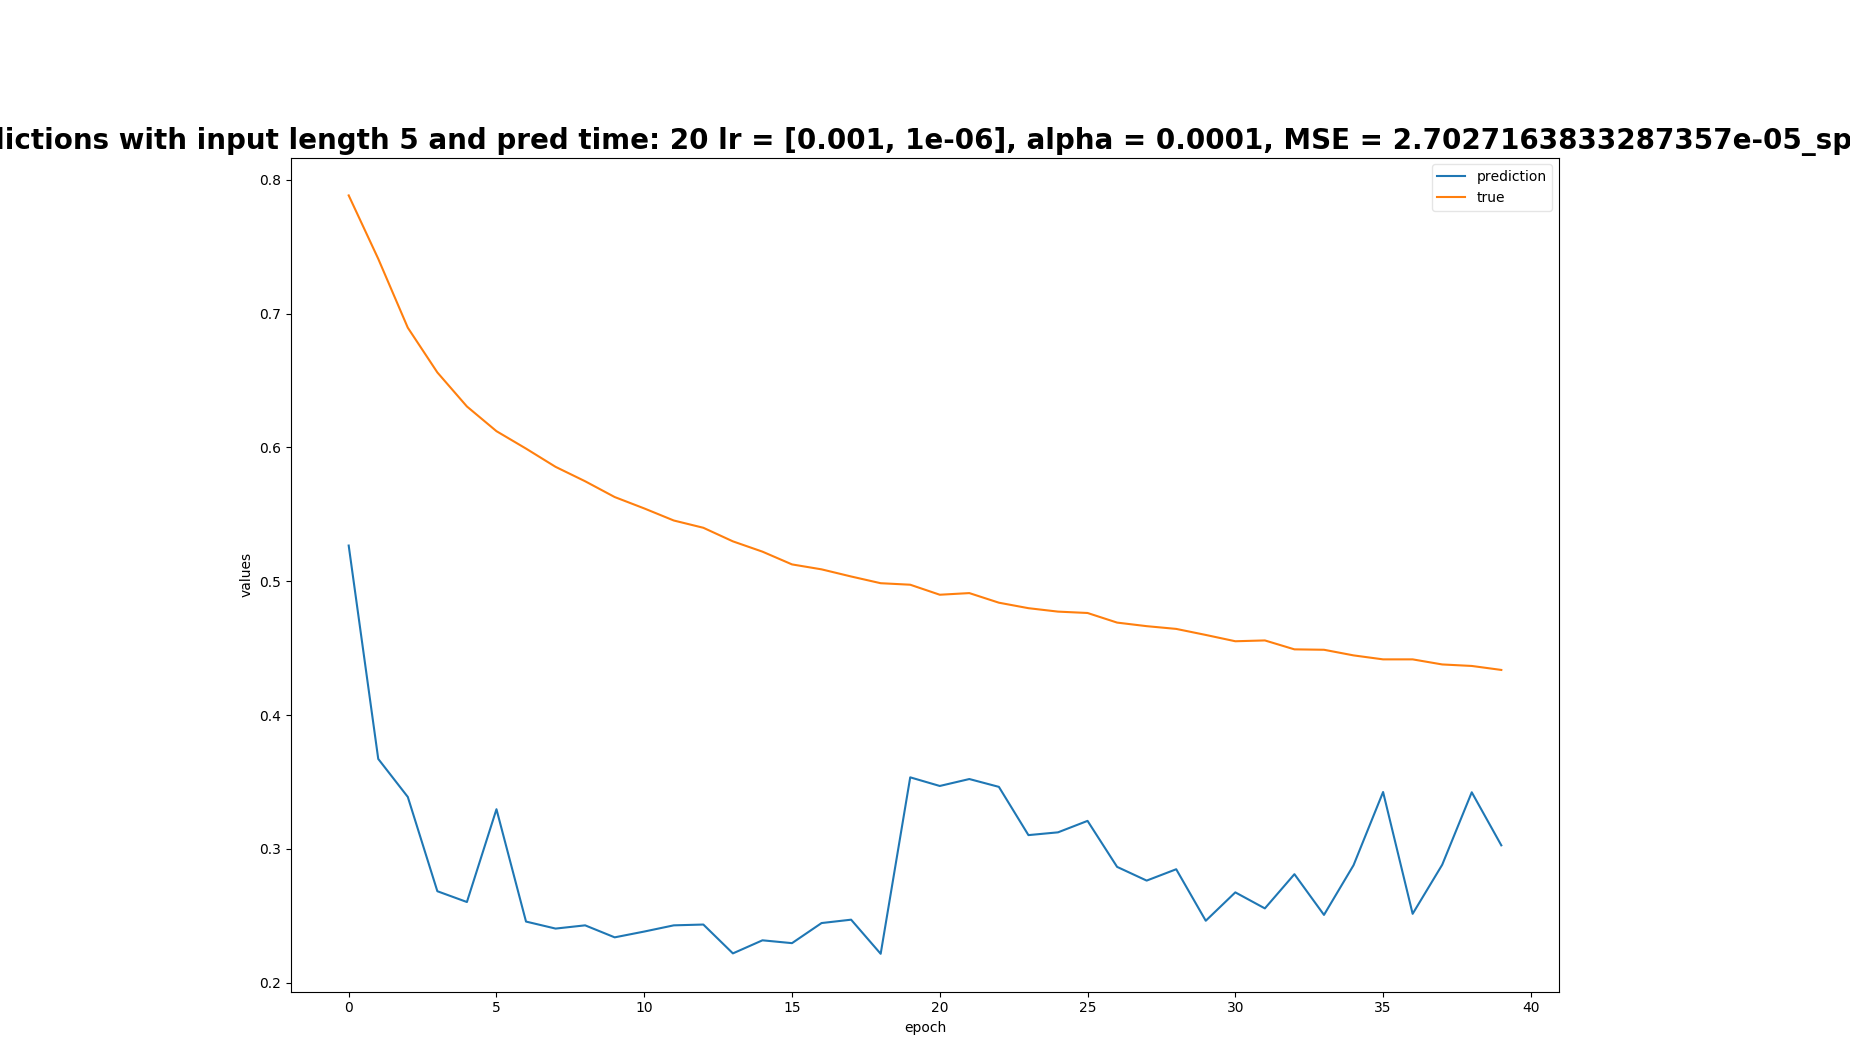 dictions with input length 5 and pred time: 20 lr = [0.001, 1e-06], alpha = 0.0001, MSE = 2.7027163833287357e-05_sp
prediction
true
0.8
0.7
0.6
0.5
0.4
0.3
0.2
values
0 5 10 15 20 25 30 35 40
epoch